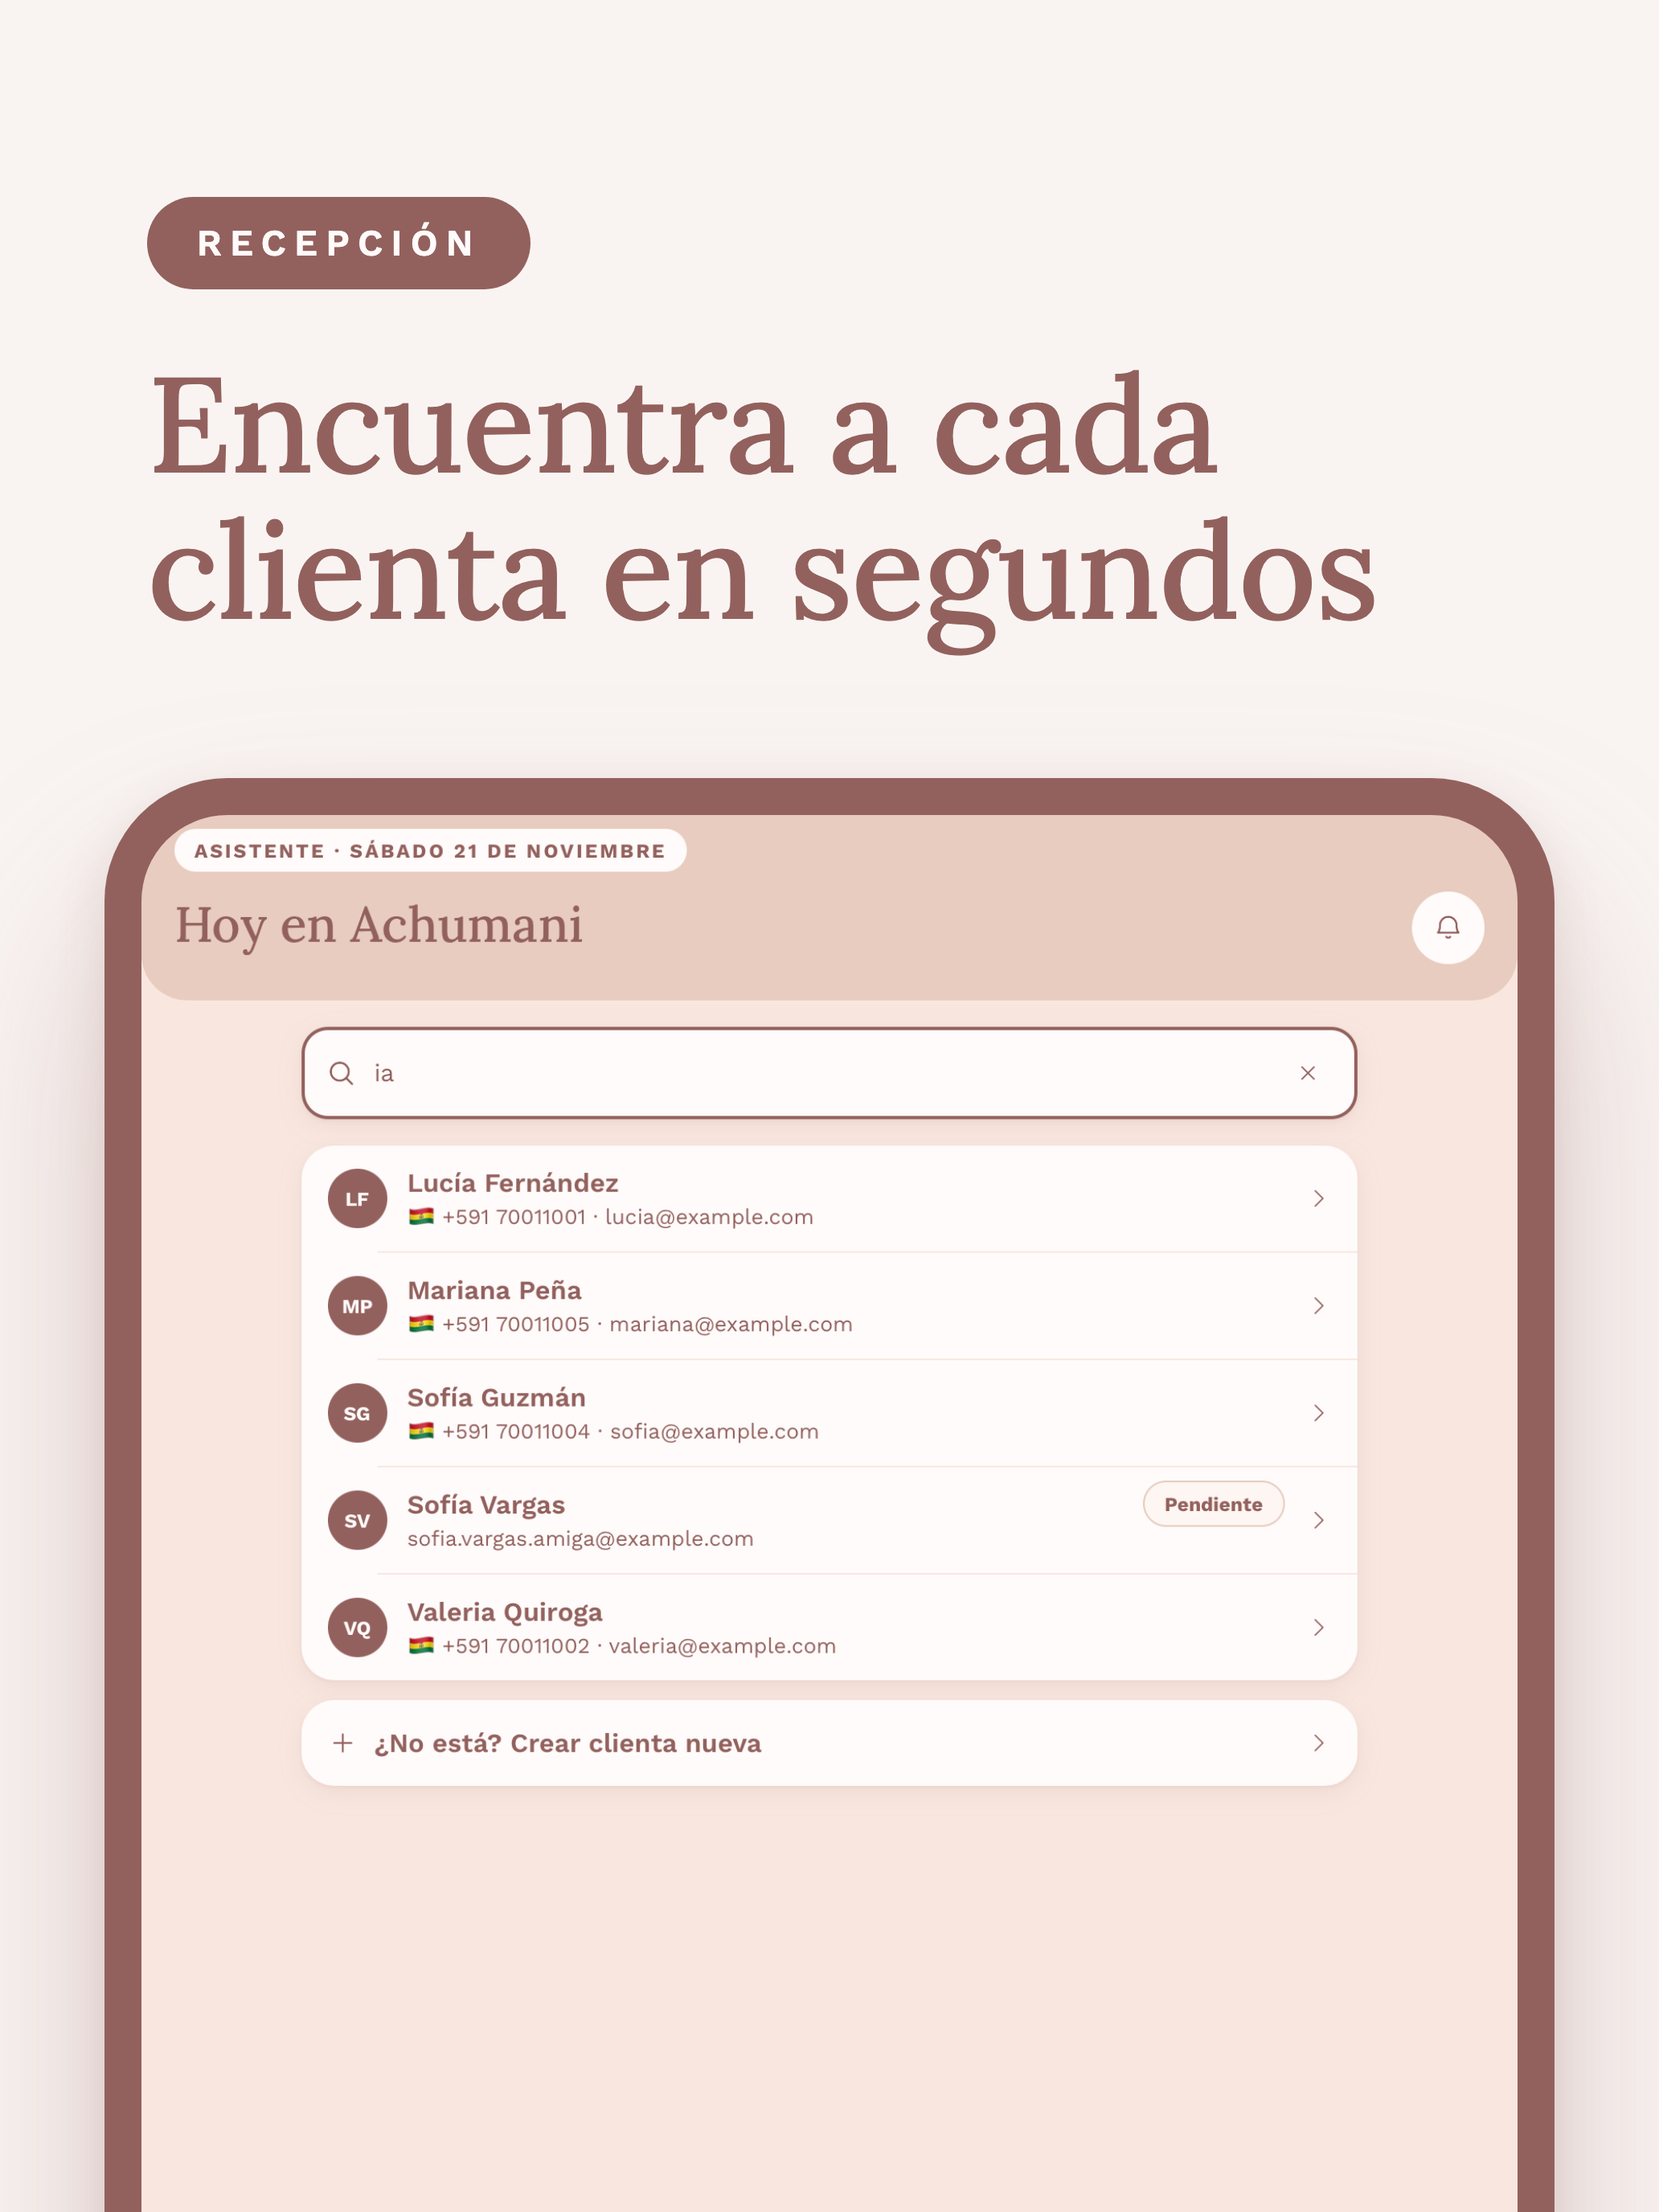 RECEPCIÓN
Encuentra a cada
clienta en segundos
ASISTENTE · SÁBADO 21 DE NOVIEMBRE
Hoy en Achumani
ia
LF
Lucía Fernández
+591 70011001 · lucia@example.com
MP
Mariana Peña
+591 70011005 · mariana@example.com
SG
Sofía Guzmán
+591 70011004 · sofia@example.com
SV
Sofía Vargas
Pendiente
sofia.vargas.amiga@example.com
VQ
Valeria Quiroga
+591 70011002 · valeria@example.com
¿No está? Crear clienta nueva